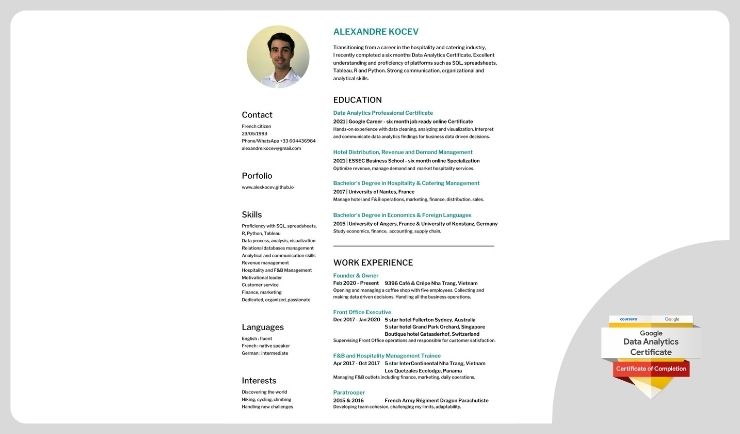 ALEXANDRE KOCEV
Transitioning from a career in the hospitality and catering industry,
I recently completed a six months Data Analytics Certificate. Excellent
understanding and proficiency of platforms such as SQL, spreadsheets,
Tableau, R and Python. Strong communication, organizational and
analytical skills.
EDUCATION
Data Analytics Professional Certificate
2021 | Google Career - six month job ready online Certificate
Hands-on experience with data cleaning, analyzing and visualization. Interpret
and communicate data analytics findings for business data driven decisions.
Hotel Distribution, Revenue and Demand Management
2021 | ESSEC Business School - six month online Specialization
Optimize revenue, manage demand and market hospitality services.
Bachelor's Degree in Hospitality & Catering Management
2017 | University of Nantes, France
Manage hotel and F&B operations, marketing, finance, distribution, sales.
Bachelor's Degree in Economics & Foreign Languages
2015 | University of Angers, France & University of Konstanz, Germany
Study economics, finance, accounting, supply chain.
WORK EXPERIENCE
Founder & Owner
Feb 2020 - Present 9396 Café & Crêpe Nha Trang, Vietnam
Opening and managing a coffee shop with five employees. Collecting and
making data driven decisions. Handling all the business operations.
Front Office Executive
Dec 2017 - Jan 2020 5 star hotel Fullerton Sydney, Australia
5 star hotel Grand Park Orchard, Singapore
Boutique hotel Gstaaderhof, Switzerland
Supervising Front Office operations and responsible for customer satisfaction.
F&B and Hospitality Management Trainee
Apr 2017 - Oct 2017 5 star InterContinental Nha Trang, Vietnam
Los Quetzales Ecolodge, Panama
Managing F&B outlets including finance, marketing, daily operations.
Paratrooper
2015 & 2016 French Army Régiment Dragon Parachutiste
Developing team cohesion, challenging my limits, adaptability.
Contact
French citizen
23/05/1993
Phone/WhatsApp +33 604436964
alexandre.kocev@gmail.com
Porfolio
www.alexkocev.github.io
Skills
Proficiency with SQL, spreadsheets,
R, Python, Tableau
Data process, analysis, visualization
Relational databases management
Analytical and communication skills
Revenue management
Hospitality and F&B Management
Motivational leader
Customer service
Finance, marketing
Dedicated, organized, passionate
Languages
English : fluent
French : native speaker
German : intermediate
Interests
Discovering the world
Hiking, cycling, climbing
Handling new challenges
coursera Google
Google
Data Analytics
Certificate
Certificate of Completion